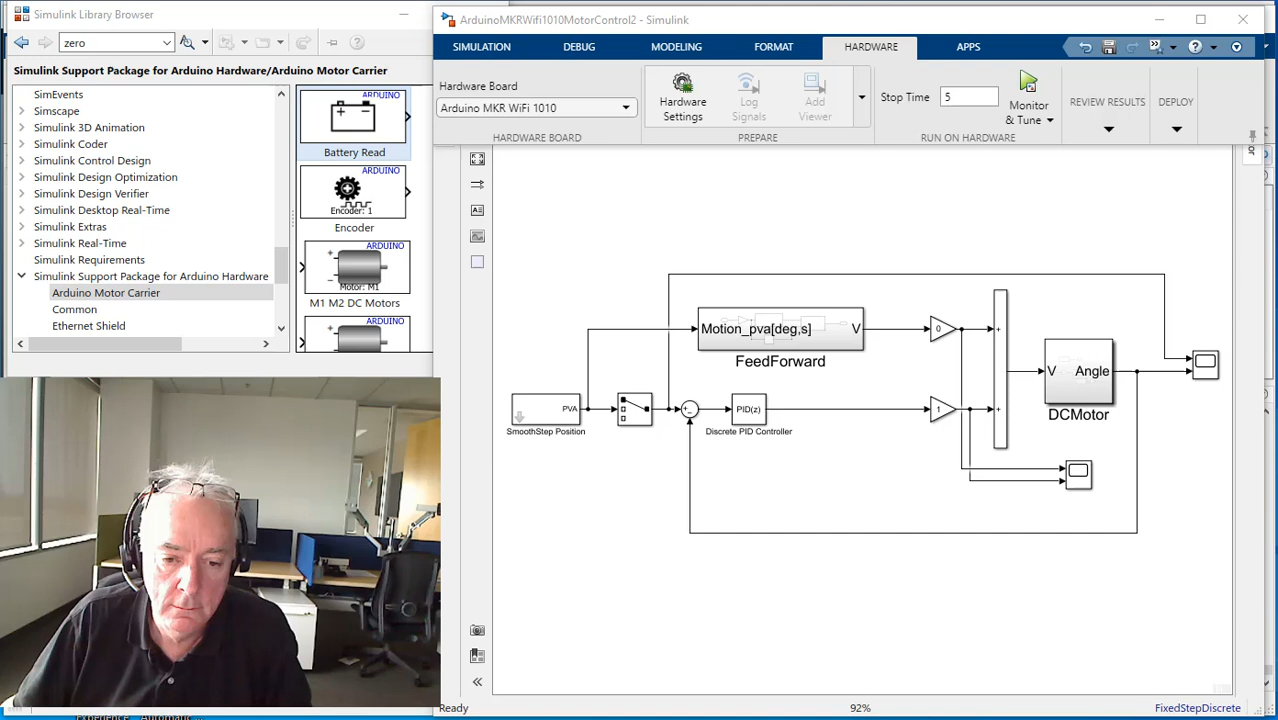 Simulink Library Browser
zero
Simulink Support Package for Arduino Hardware/Arduino Motor Carrier
SimEvents
Simscape
Simulink 3D Animation
Simulink Coder
Simulink Control Design
Simulink Design Optimization
Simulink Design Verifier
Simulink Desktop Real-Time
Simulink Extras
Simulink Real-Time
Simulink Requirements
Simulink Support Package for Arduino Hardware
Arduino Motor Carrier
Common
Ethernet Shield
ARDUINO
Battery Read
ARDUINO
Encoder: 1
Encoder
ARDUINO
Motor: M1
M1 M2 DC Motors
ARDUINO
ArduinoMKRWifi1010MotorControl2 - Simulink
SIMULATION
DEBUG
MODELING
FORMAT
HARDWARE
APPS
Hardware Board
Arduino MKR WiFi 1010
HARDWARE BOARD
Hardware
Settings
Log
Signals
Add
Viewer
PREPARE
Stop Time
5
Monitor
& Tune
RUN ON HARDWARE
REVIEW RESULTS
DEPLOY
Motion_pva[deg,s]
V
FeedForward
0
PVA
SmoothStep Position
PID(z)
Discrete PID Controller
1
V
Angle
DCMotor
Ready
92%
FixedStepDiscrete
Experience
Automatic ...